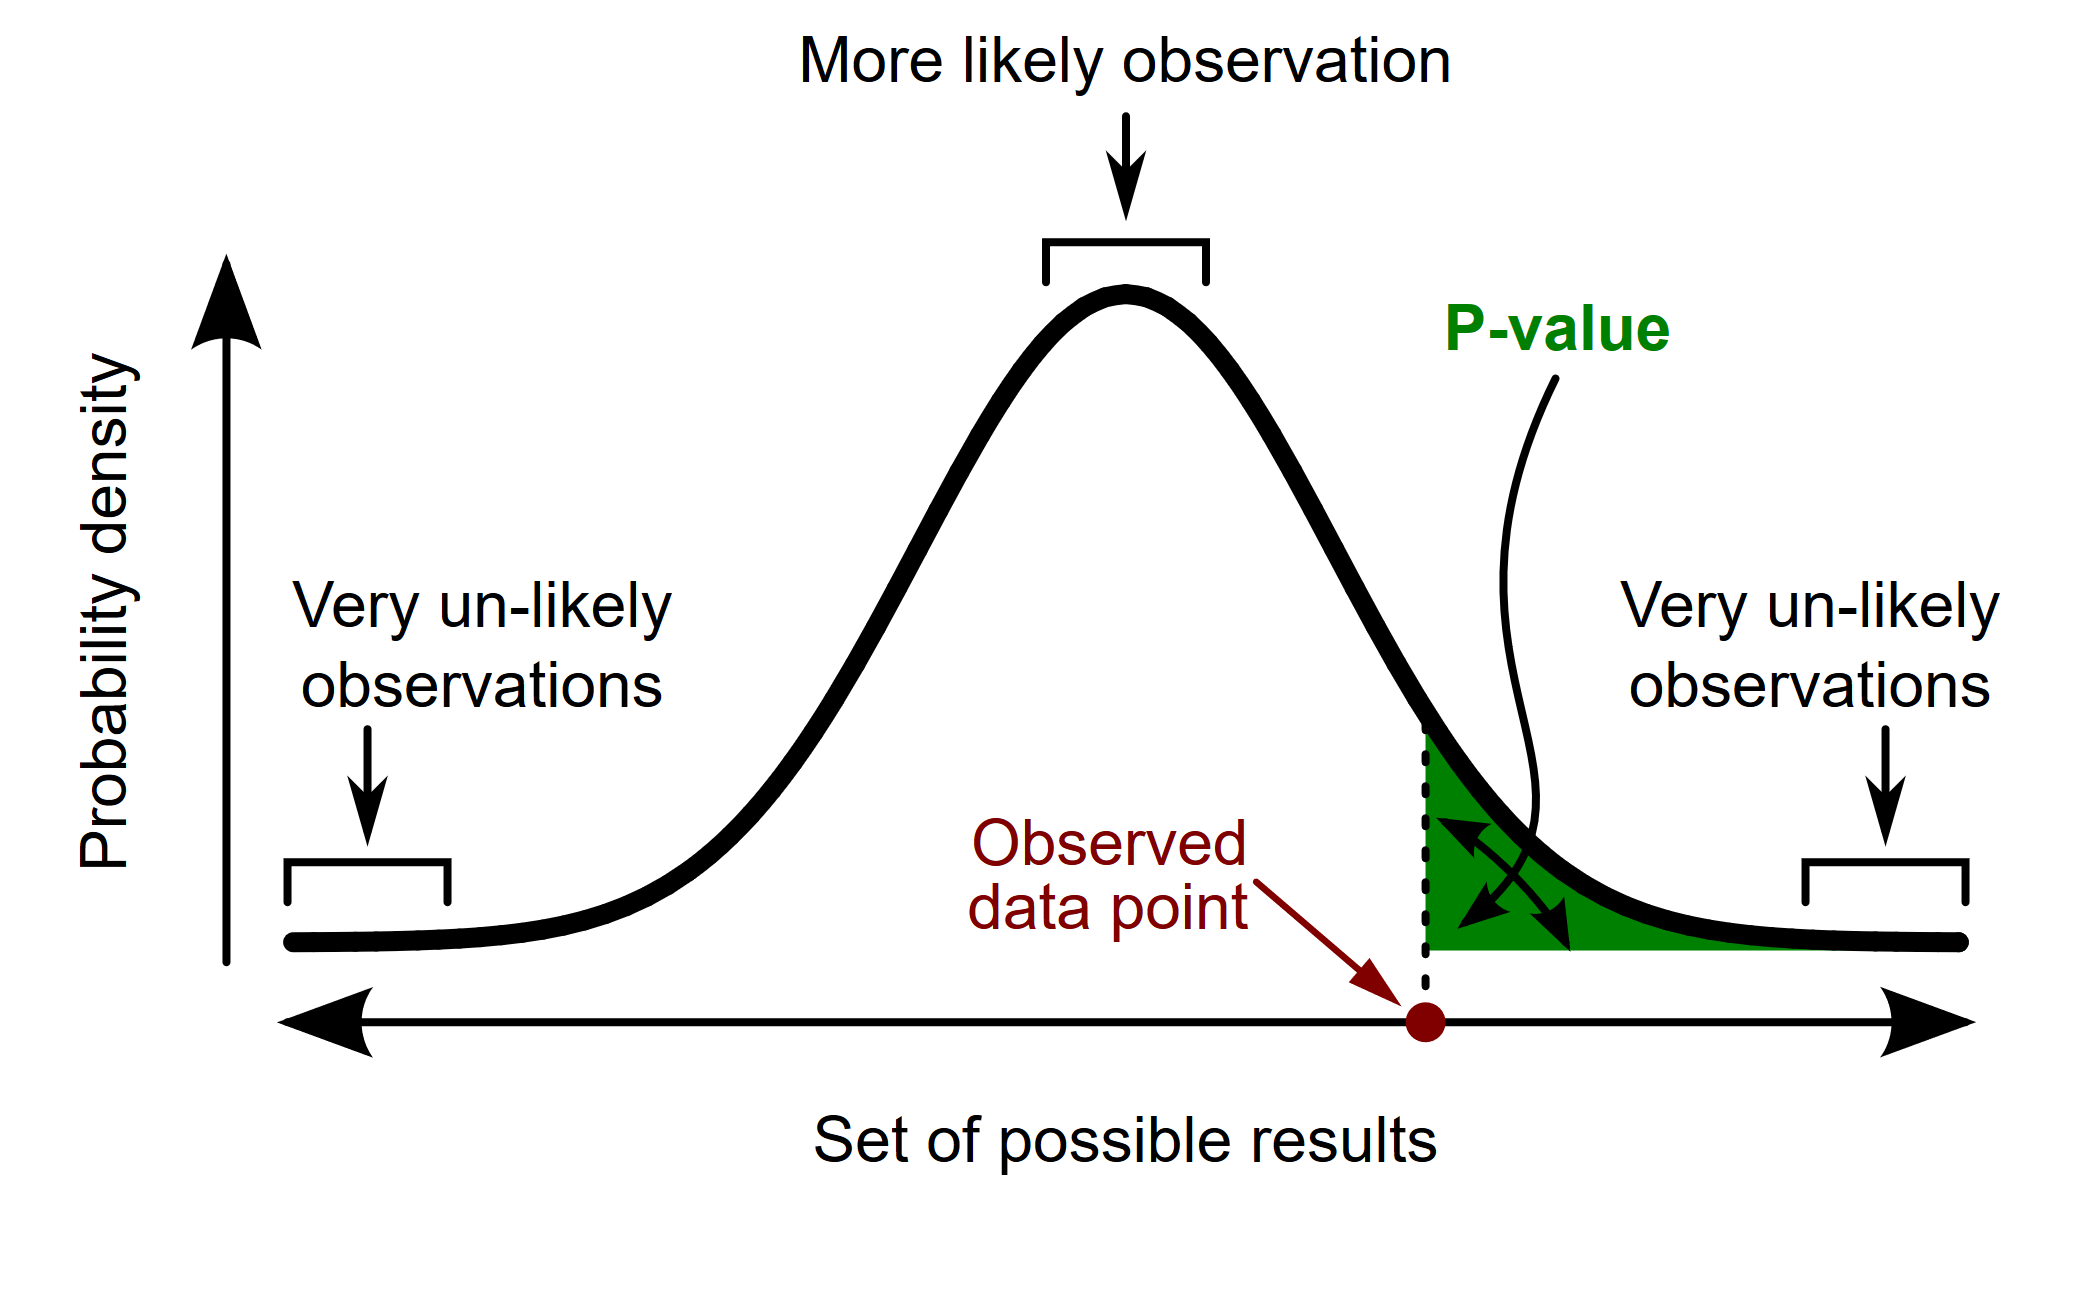 More likely observation
P-value
Probability density
Very un-likely
observations
Very un-likely
observations
Observed
data point
Set of possible results